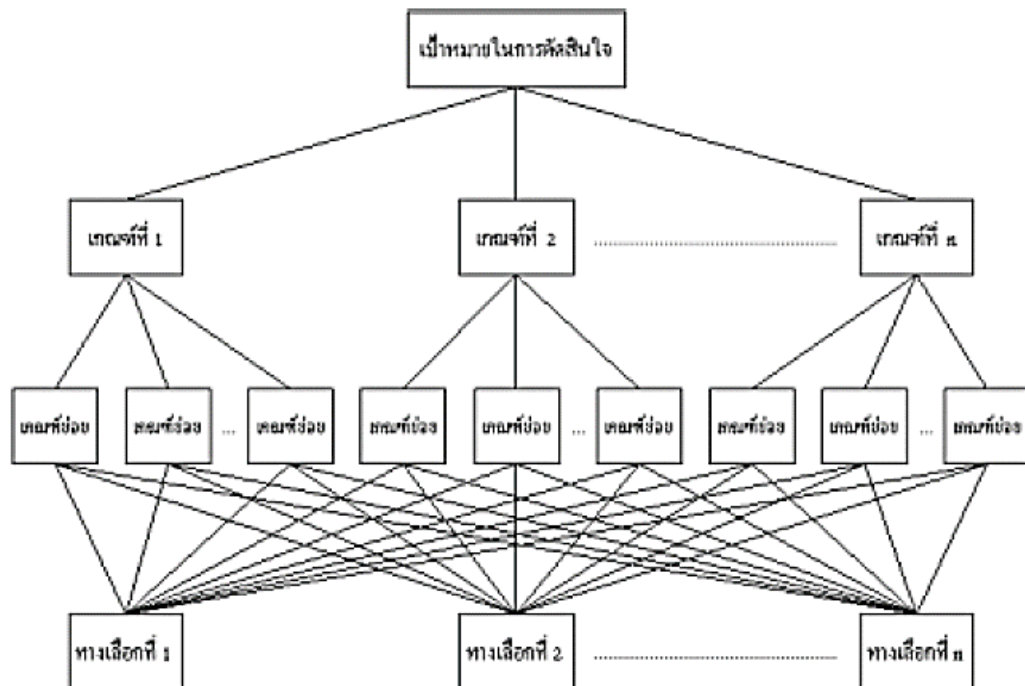 เป้าหมายในการตัดสินใจ
เกณฑ์ที่ 1 เกณฑ์ที่ 2 ........ เกณฑ์ที่ n
เกณฑ์ย่อย เกณฑ์ย่อย ... เกณฑ์ย่อย เกณฑ์ย่อย เกณฑ์ย่อย ... เกณฑ์ย่อย เกณฑ์ย่อย เกณฑ์ย่อย ... เกณฑ์ย่อย
ทางเลือกที่ 1 ทางเลือกที่ 2 ........ ทางเลือกที่ n